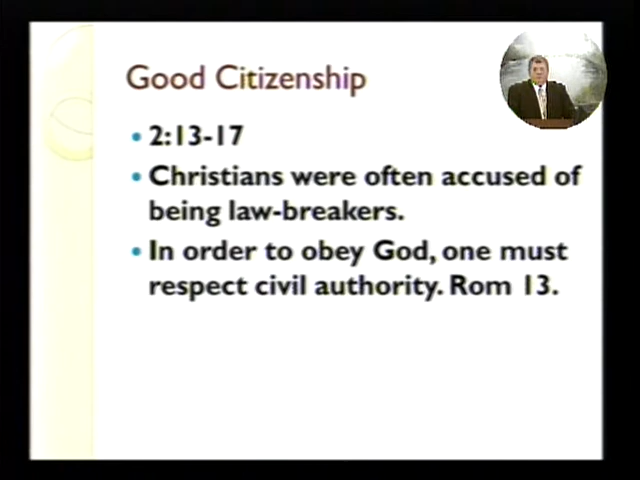 Good Citizenship
• 2:13-17
• Christians were often accused of
being law-breakers.
• In order to obey God, one must
respect civil authority. Rom 13.